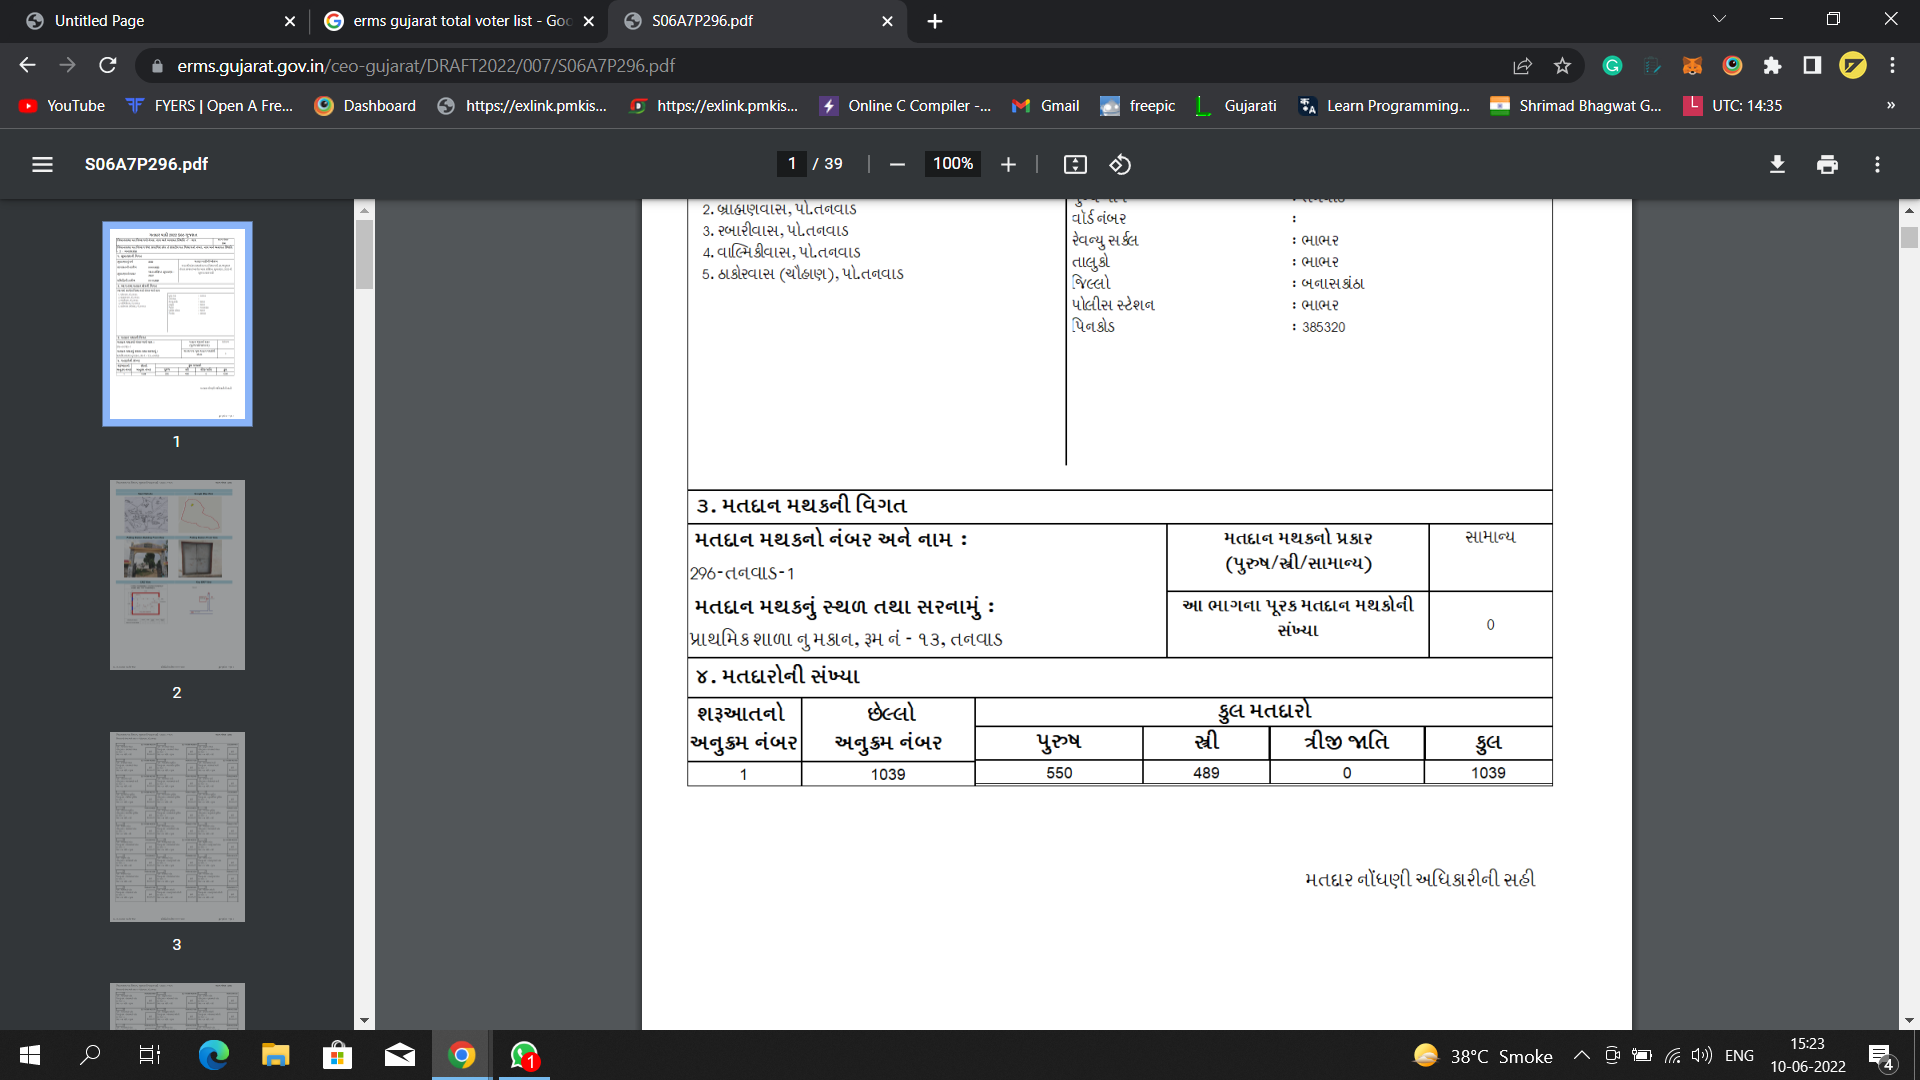 Untitled Page
erms gujarat total voter list - Goo
S06A7P296.pdf
erms.gujarat.gov.in/ceo-gujarat/DRAFT2022/007/S06A7P296.pdf
YouTube
FYERS | Open A Fre...
Dashboard
https://exlink.pmkis...
https://exlink.pmkis...
Online C Compiler -...
Gmail
freepic
Gujarati
Learn Programming...
Shrimad Bhagwat G...
UTC: 14:35
»
S06A7P296.pdf
1 / 39
100%
2. બ્રાહ્મણવાસ, પો.તનવાડ
3. રબારીવાસ, પો.તનવાડ
4. વાલ્મિકીવાસ, પો.તનવાડ
5. ઠાકોરવાસ (ચૌહાણ), પો.તનવાડ
વૉર્ડ નંબર :
રેવન્યુ સર્કલ : ભાભર
તાલુકો : ભાભર
જિલ્લો : બનાસકાંઠા
પોલીસ સ્ટેશન : ભાભર
પિનકોડ : 385320
૩. મતદાન મથકની વિગત
મતદાન મથકનો નંબર અને નામ :
296-તનવાડ-1
મતદાન મથકનું સ્થળ તથા સરનામું :
પ્રાથમિક શાળા નુ મકાન, રૂમ નં - ૧૩, તનવાડ
મતદાન મથકનો પ્રકાર
(પુરુષ/સ્ત્રી/સામાન્ય)
સામાન્ય
આ ભાગના પૂરક મતદાન મથકોની
સંખ્યા
0
૪. મતદારોની સંખ્યા
શરૂઆતનો
અનુક્રમ નંબર
છેલ્લો
અનુક્રમ નંબર
કુલ મતદારો
પુરુષ સ્ત્રી ત્રીજી જાતિ કુલ
1 1039 550 489 0 1039
મતદાર નોંધણી અધિકારીની સહી
1
2
3
1
38°C Smoke
ENG
15:23
10-06-2022
4